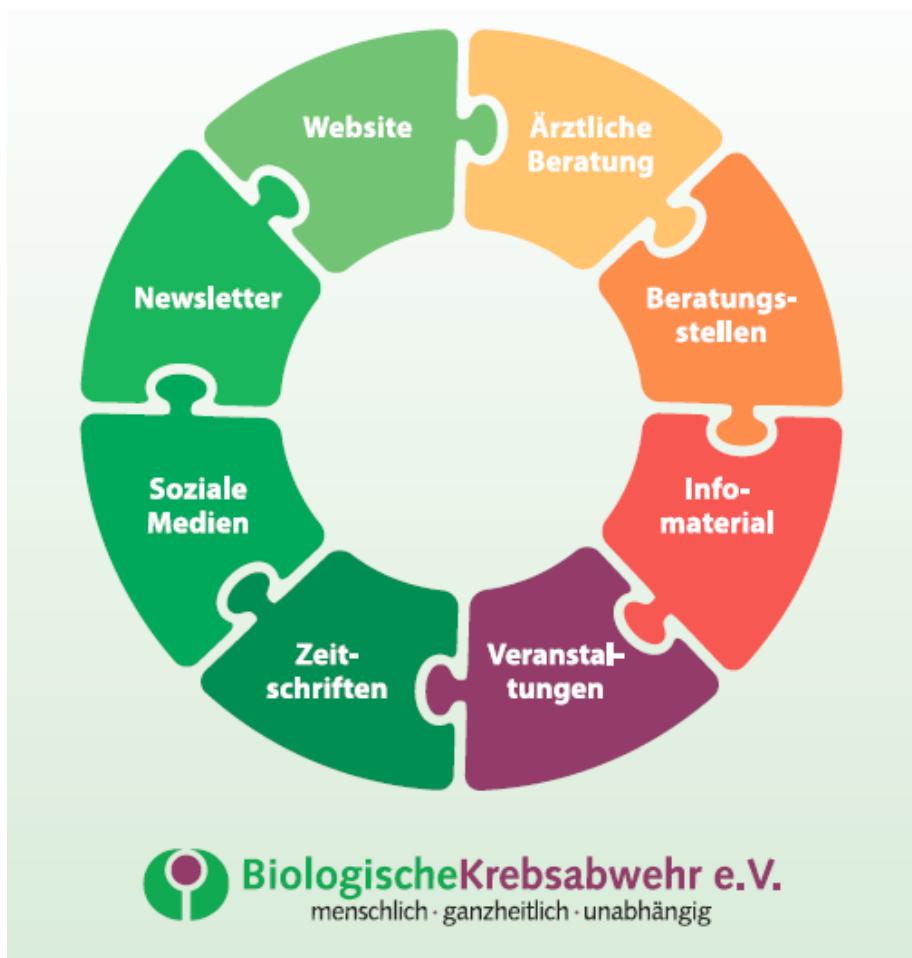 Website
Ärztliche
Beratung
Beratungs-
stellen
Info-
material
Veranstal-
tungen
Zeit-
schriften
Soziale
Medien
Newsletter
BiologischeKrebsabwehr e.V.
menschlich · ganzheitlich · unabhängig